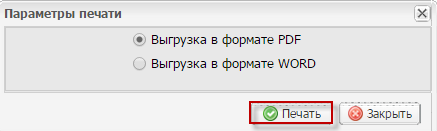 Параметры печати
Выгрузка в формате PDF
Выгрузка в формате WORD
Печать Закрыть